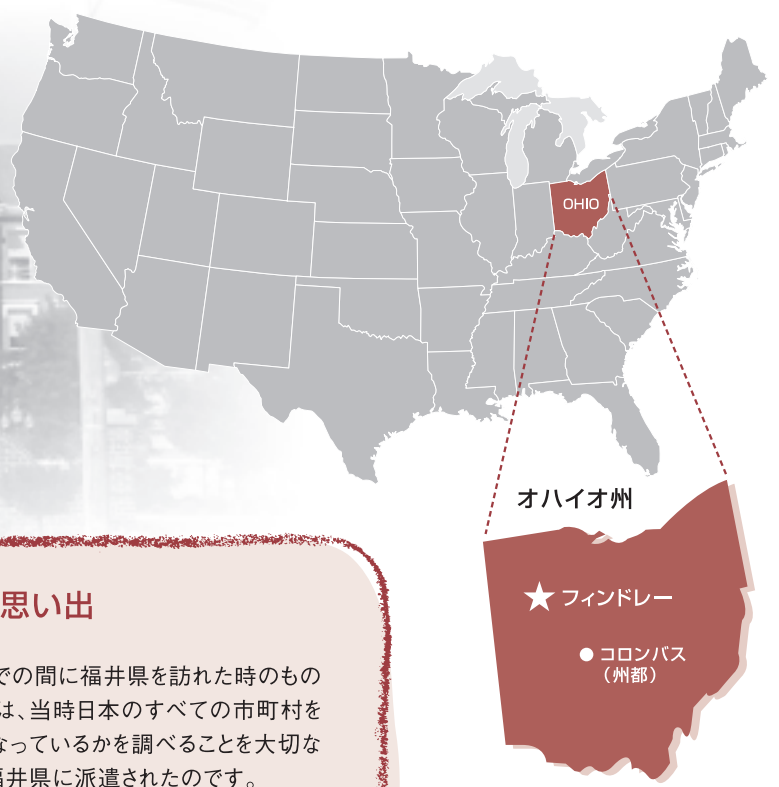 OHIO
オハイオ州
フィンドレー
コロンバス
（州都）
思い出
での間に福井県を訪れた時のもの
は、当時日本のすべての市町村を
なっているかを調べることを大切な
福井県に派遣されたのです。